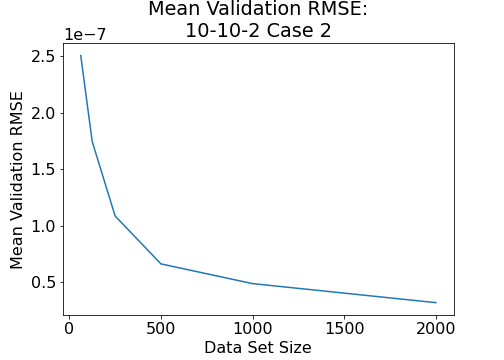 Mean Validation RMSE:
10-10-2 Case 2
1e−7
2.5
2.0
1.5
1.0
0.5
Mean Validation RMSE
0 500 1000 1500 2000
Data Set Size